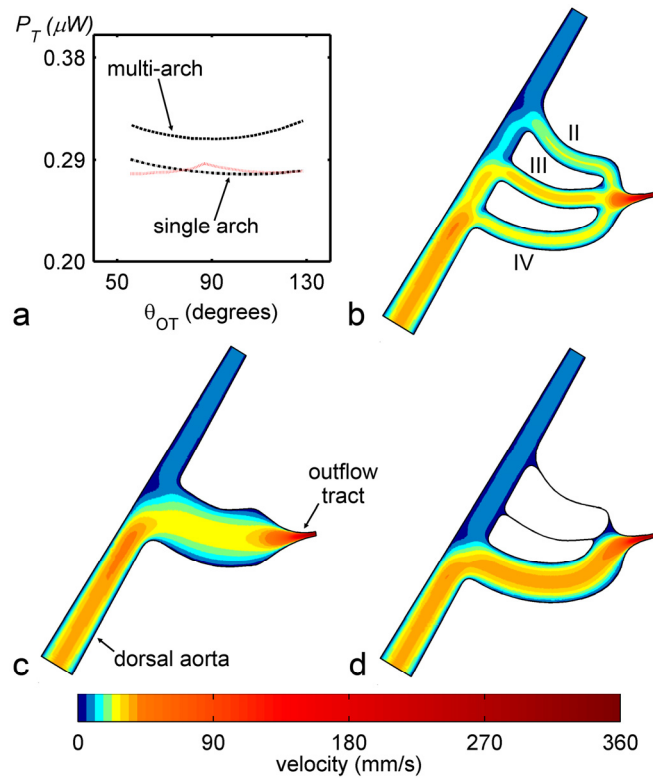 P_T (μW)
0.38
multi-arch
0.29
single arch
0.20
50 90 130
θ_OT (degrees)
a
II
III
IV
b
outflow
tract
dorsal aorta
c
d
0 90 180 270 360
velocity (mm/s)